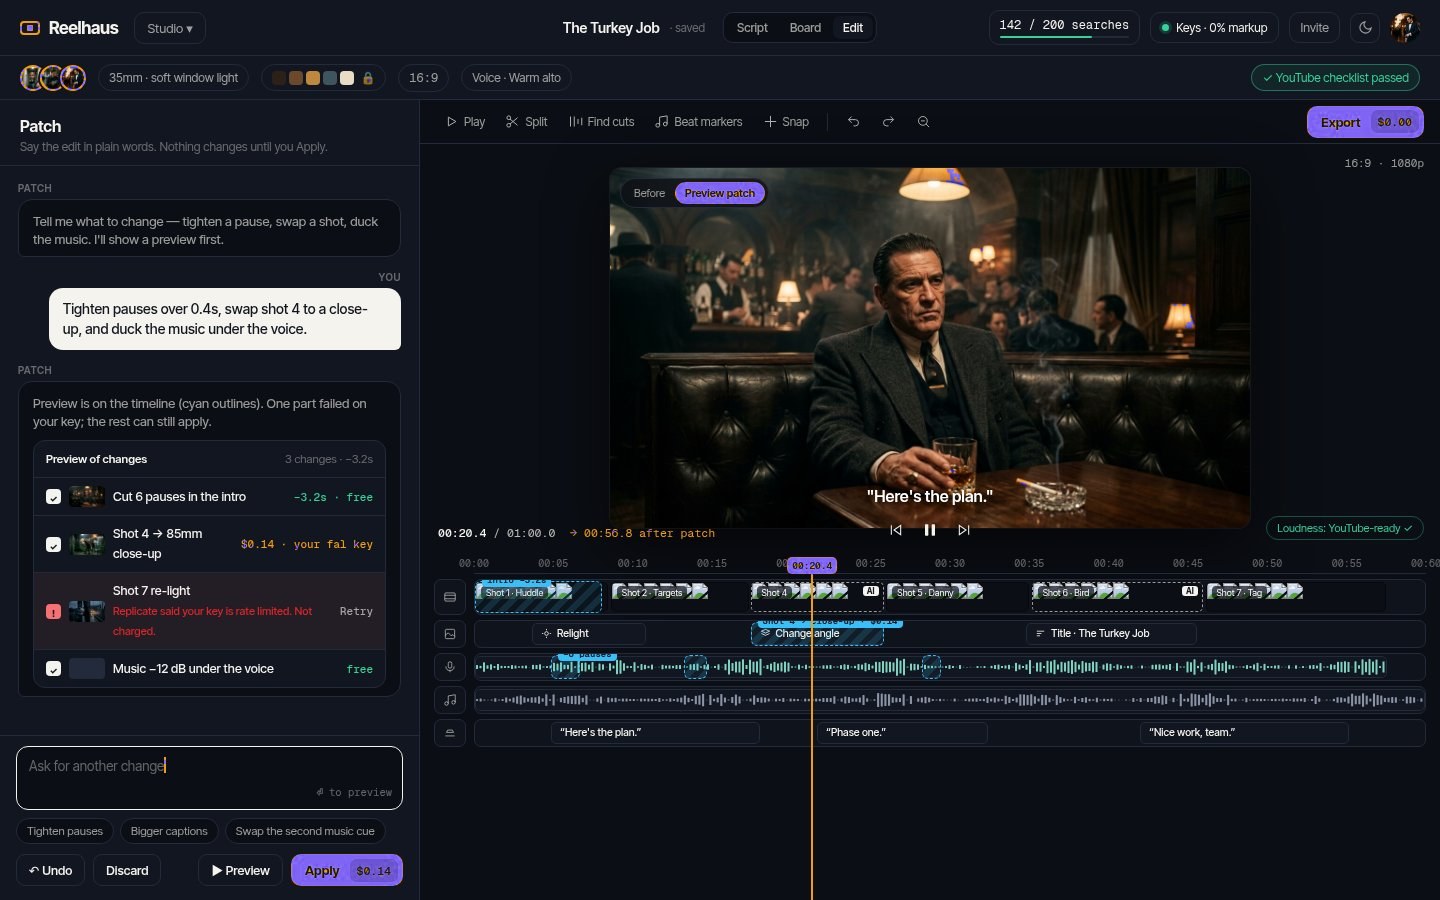 Reelhaus
Studio ▾
The Turkey Job · saved
Script
Board
Edit
142 / 200 searches
Keys · 0% markup
Invite
35mm · soft window light
16:9
Voice · Warm alto
✓ YouTube checklist passed
Patch
Say the edit in plain words. Nothing changes until you Apply.
PATCH
Tell me what to change — tighten a pause, swap a shot, duck
the music. I'll show a preview first.
YOU
Tighten pauses over 0.4s, swap shot 4 to a close-
up, and duck the music under the voice.
PATCH
Preview is on the timeline (cyan outlines). One part failed on
your key; the rest can still apply.
Preview of changes
3 changes · −3.2s
Cut 6 pauses in the intro
−3.2s · free
Shot 4 → 85mm
close-up
$0.14 · your fal key
Shot 7 re-light
Replicate said your key is rate limited. Not
charged.
Retry
Music −12 dB under the voice
free
Ask for another change
⏎ to preview
Tighten pauses
Bigger captions
Swap the second music cue
↶ Undo
Discard
▶ Preview
Apply $0.14
Play
Split
Find cuts
Beat markers
Snap
Export $0.00
16:9 · 1080p
Before
Preview patch
"Here's the plan."
00:20.4 / 01:00.0 → 00:56.8 after patch
Loudness: YouTube-ready ✓
00:00
00:05
00:10
00:15
00:20.4
00:25
00:30
00:35
00:40
00:45
00:50
00:55
00:60
Shot 1 · Huddle
Shot 2 · Targets
Shot 4
AI
Shot 5 · Danny
Shot 6 · Bird
AI
Shot 7 · Tag
Relight
Change angle
Title · The Turkey Job
“Here's the plan.”
“Phase one.”
“Nice work, team.”